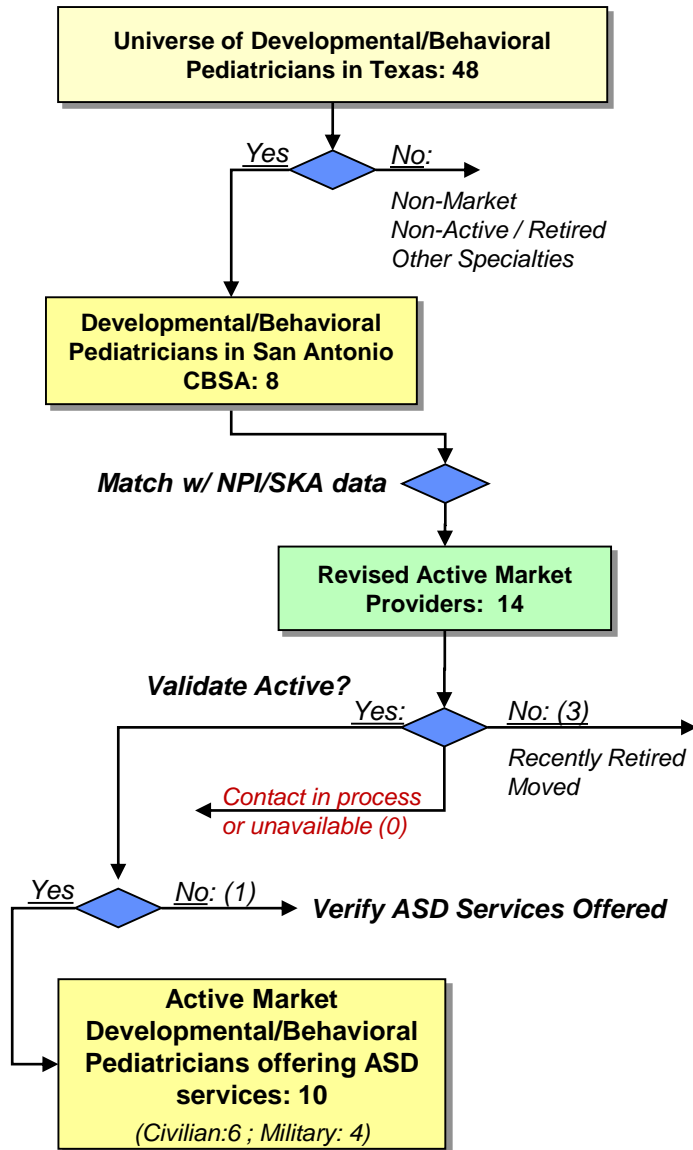 Universe of Developmental/Behavioral
Pediatricians in Texas: 48
Yes
No:
Non-Market
Non-Active / Retired
Other Specialties
Developmental/Behavioral
Pediatricians in San Antonio
CBSA: 8
Match w/ NPI/SKA data
Revised Active Market
Providers: 14
Validate Active?
Yes:
No: (3)
Recently Retired
Moved
Contact in process
or unavailable (0)
Yes
No: (1)
Verify ASD Services Offered
Active Market
Developmental/Behavioral
Pediatricians offering ASD
services: 10
(Civilian:6 ; Military: 4)